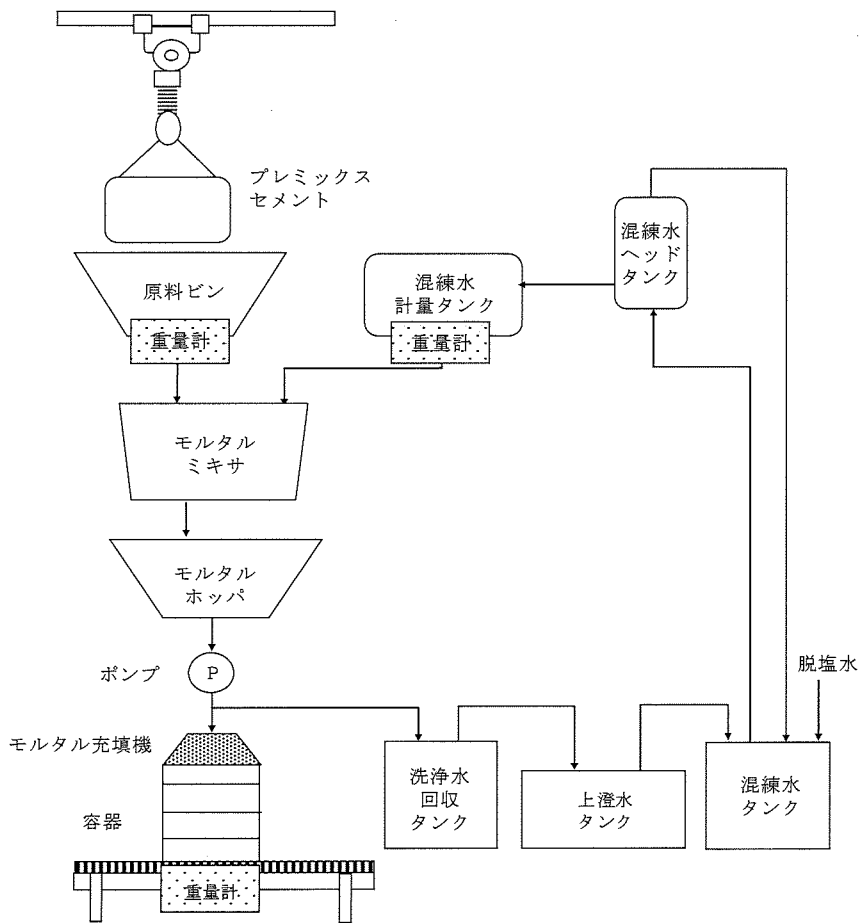 プレミックス
セメント
混練水
ヘッド
タンク
原料ビン
混練水
計量タンク
重量計
重量計
モルタル
ミキサ
モルタル
ホッパ
脱塩水
ポンプ
P
モルタル充填機
洗浄水
回収
タンク
上澄水
タンク
混練水
タンク
容器
重量計